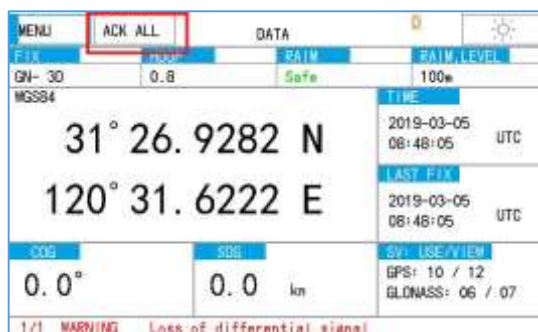 MENU ACK ALL DATA
FIX HDOP RAIM RAIM.LEVEL
GN- 3D 0.8 Safe 100m
WGS84
31° 26.9282 N
120° 31.6222 E
TIME
2019-03-05
08:48:05 UTC
LAST FIX
2019-03-05
08:48:05 UTC
COG SOG SV: USE/VIEW
0.0° 0.0 kn
GPS: 10 / 12
GLONASS: 06 / 07
1/1 WARNING Loss of differential signal